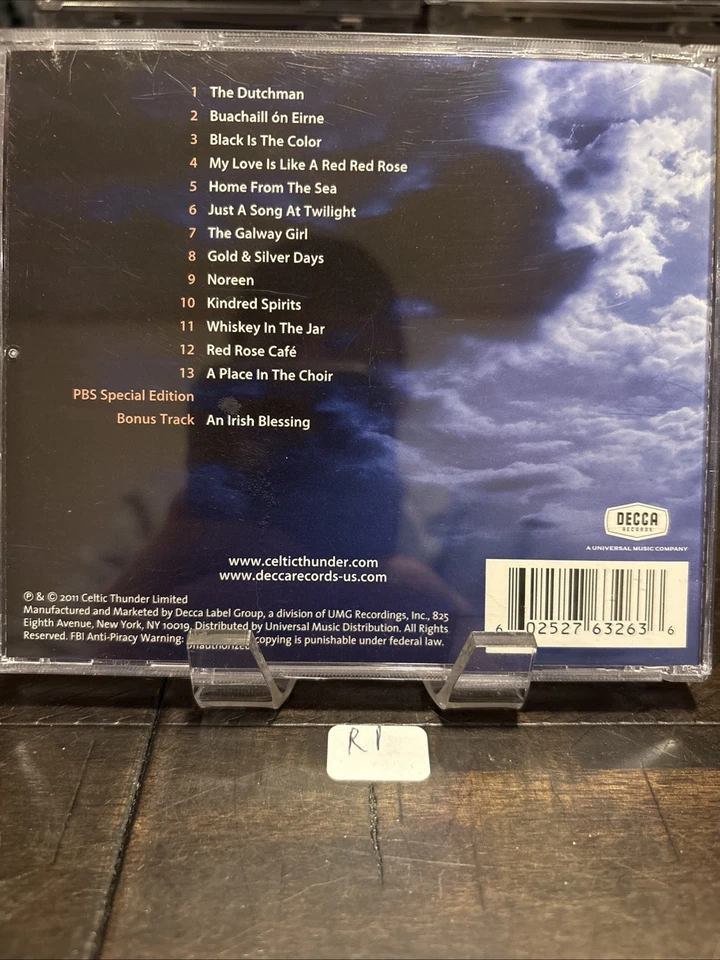 1 The Dutchman
2 Buachaill ón Eirne
3 Black Is The Color
4 My Love Is Like A Red Red Rose
5 Home From The Sea
6 Just A Song At Twilight
7 The Galway Girl
8 Gold & Silver Days
9 Noreen
10 Kindred Spirits
11 Whiskey In The Jar
12 Red Rose Café
13 A Place In The Choir
PBS Special Edition
Bonus Track An Irish Blessing
DECCA
RECORDS
A UNIVERSAL MUSIC COMPANY
www.celticthunder.com
www.deccarecords-us.com
℗ & © 2011 Celtic Thunder Limited
Manufactured and Marketed by Decca Label Group, a division of UMG Recordings, Inc., 825
Eighth Avenue, New York, NY 10019. Distributed by Universal Music Distribution. All Rights
Reserved. FBI Anti-Piracy Warning: Unauthorized copying is punishable under federal law.
6 02527 63263 6
R1